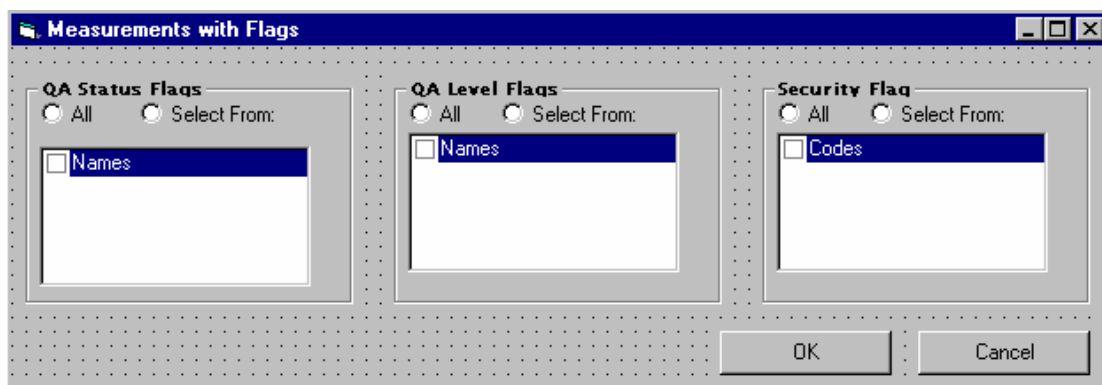 Measurements with Flags
QA Status Flags
All Select From:
Names
QA Level Flags
All Select From:
Names
Security Flag
All Select From:
Codes
OK Cancel